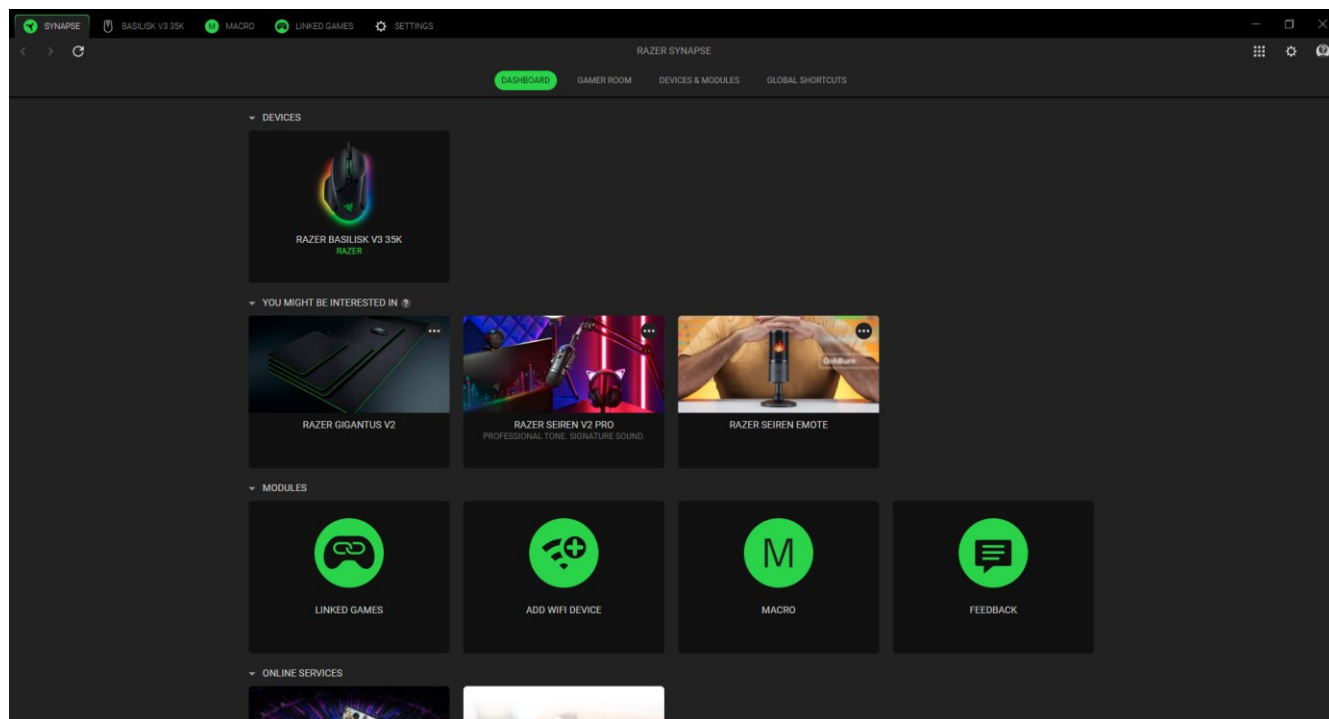 SYNAPSE
BASILISK V3 35K
M
MACRO
LINKED GAMES
SETTINGS
RAZER SYNAPSE
DASHBOARD
GAMER ROOM
DEVICES & MODULES
GLOBAL SHORTCUTS
DEVICES
RAZER BASILISK V3 35K
RAZER
YOU MIGHT BE INTERESTED IN ?
RAZER GIGANTUS V2
RAZER SEIREN V2 PRO
PROFESSIONAL TONE. SIGNATURE SOUND.
OohBurn
RAZER SEIREN EMOTE
MODULES
LINKED GAMES
ADD WIFI DEVICE
M
MACRO
FEEDBACK
ONLINE SERVICES